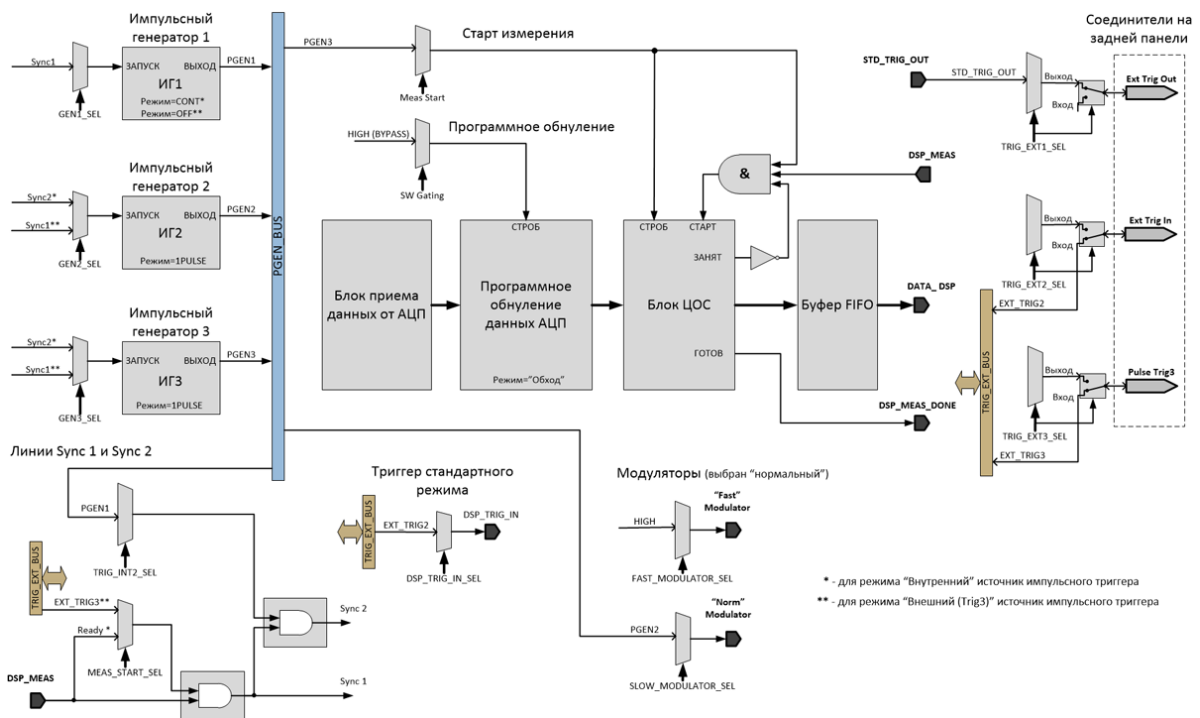 Импульсный
генератор 1
Sync1
GEN1_SEL
ЗАПУСК ВЫХОД
ИГ1
Режим=CONT*
Режим=OFF**
PGEN1
Импульсный
генератор 2
Sync2*
Sync1**
GEN2_SEL
ЗАПУСК ВЫХОД
ИГ2
Режим=1PULSE
PGEN2
Импульсный
генератор 3
Sync2*
Sync1**
GEN3_SEL
ЗАПУСК ВЫХОД
ИГ3
Режим=1PULSE
PGEN3
PGEN_BUS
PGEN3
Старт измерения
Meas Start
HIGH (BYPASS)
Программное обнуление
SW Gating
Блок приема
данных от АЦП
СТРОБ
Программное
обнуление
данных АЦП
Режим="Обход"
СТРОБ СТАРТ
ЗАНЯТ
Блок ЦОС
ГОТОВ
&
Буфер FIFO
DSP_MEAS
DATA_ DSP
DSP_MEAS_DONE
Соединители на
задней панели
STD_TRIG_OUT
STD_TRIG_OUT
Выход
Вход
TRIG_EXT1_SEL
Ext Trig Out
Выход
Вход
TRIG_EXT2_SEL
Ext Trig In
EXT_TRIG2
TRIG_EXT_BUS
Выход
Вход
TRIG_EXT3_SEL
Pulse Trig3
EXT_TRIG3
Линии Sync 1 и Sync 2
PGEN1
TRIG_INT2_SEL
TRIG_EXT_BUS
EXT_TRIG3**
Ready *
MEAS_START_SEL
DSP_MEAS
Sync 2
Sync 1
Триггер стандартного
режима
TRIG_EXT_BUS
EXT_TRIG2
DSP_TRIG_IN
DSP_TRIG_IN_SEL
Модуляторы (выбран “нормальный”)
HIGH
“Fast”
Modulator
FAST_MODULATOR_SEL
PGEN2
“Norm”
Modulator
SLOW_MODULATOR_SEL
* - для режима “Внутренний” источник импульсного триггера
** - для режима “Внешний (Trig3)” источник импульсного триггера